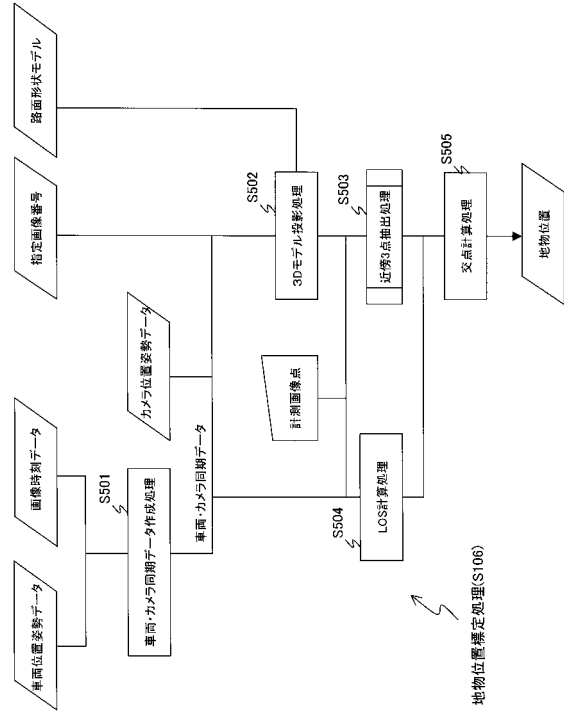 車両位置姿勢データ
画像時刻データ
指定画像番号
路面形状モデル
S501
車両・カメラ同期データ作成処理
カメラ位置姿勢データ
車両・カメラ同期データ
S502
3Dモデル投影処理
計測画像点
S503
近傍3点抽出処理
S504
LOS計算処理
S505
交点計算処理
地物位置
地物位置標定処理(S106)